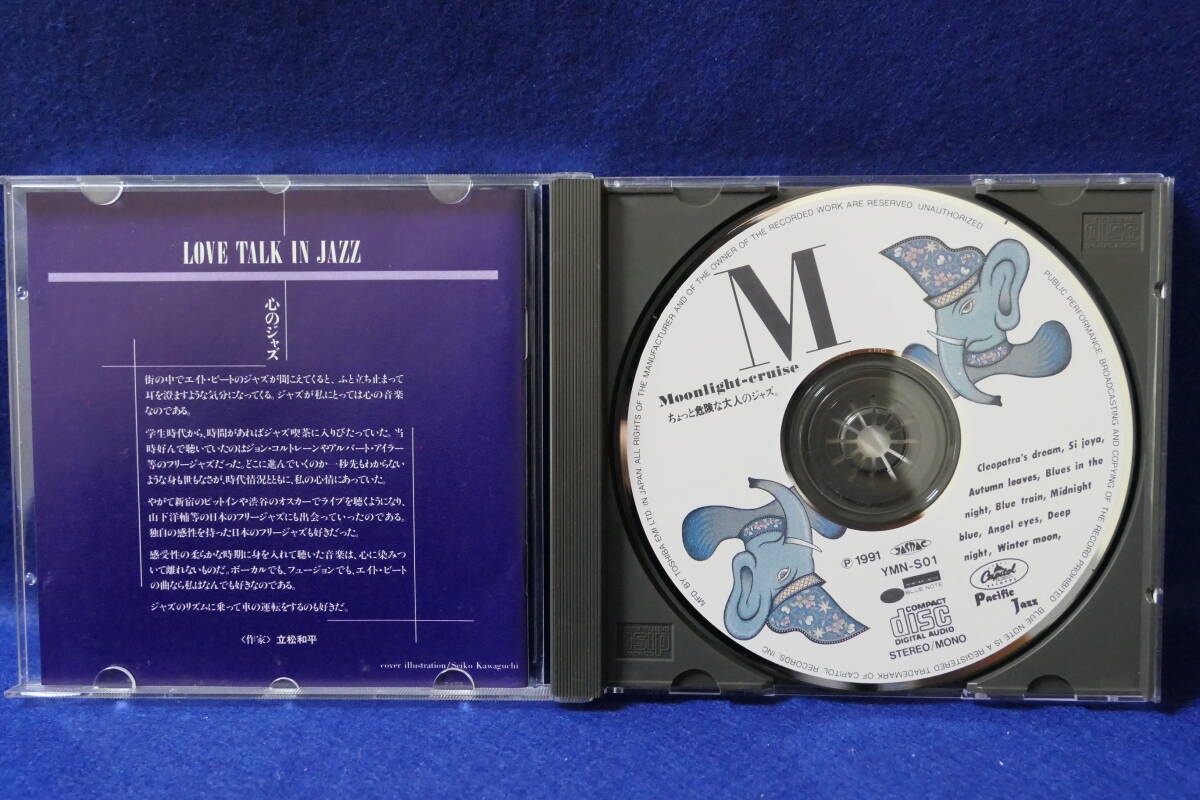 LOVE TALK IN JAZZ
心のジャズ
街の中でエイト・ビートのジャズが聞こえてくると、ふと立ち止まって
耳を澄ますような気分になってくる。ジャズが私にとっては心の音楽
なのである。
学生時代から、時間があればジャズ喫茶に入りびたっていた。当
時好んで聴いていたのはジョン・コルトレーンやアルバート・アイラー
等のフリージャズだった。どこに進んでいくのか一秒先もわからない
ような身も世もなさが、時代情況とともに、私の心情にあっていた。
やがて新宿のピットインや渋谷のオスカーでライブを聴くようになり、
山下洋輔等の日本のフリージャズにも出会っていったのである。
独自の感性を持った日本のフリージャズも好きだった。
感受性の柔らかな時期に身を入れて聴いた音楽は、心に染みつ
いて離れないものだ。ボーカルでも、フュージョンでも、エイト・ビート
の曲なら私はなんでも好きなのである。
ジャズのリズムに乗って車の運転をするのも好きだ。
〈作家〉 立松和平
cover illustration/Seiko Kawaguchi
M
Moonlight-cruise
ちょっと危険な大人のジャズ。
Cleopatra's dream, Si joya,
Autumn leaves, Blues in the
night, Blue train, Midnight
blue, Angel eyes, Deep
night, Winter moon,
℗ 1991 JASRAC
YMN-S01
BLUE NOTE
Capitol
RECORDS
Pacific
Jazz
COMPACT
disc
DIGITAL AUDIO
STEREO/MONO
MFD BY TOSHIBA EMI LTD IN JAPAN. ALL RIGHTS OF THE MANUFACTURER AND OF THE OWNER OF THE RECORDED WORK ARE RESERVED. UNAUTHORIZED
PUBLIC PERFORMANCE, BROADCASTING AND COPYING OF THE RECORD PROHIBITED. BLUE NOTE IS A REGISTERED TRADEMARK OF CAPITOL RECORDS, INC
disc
disc